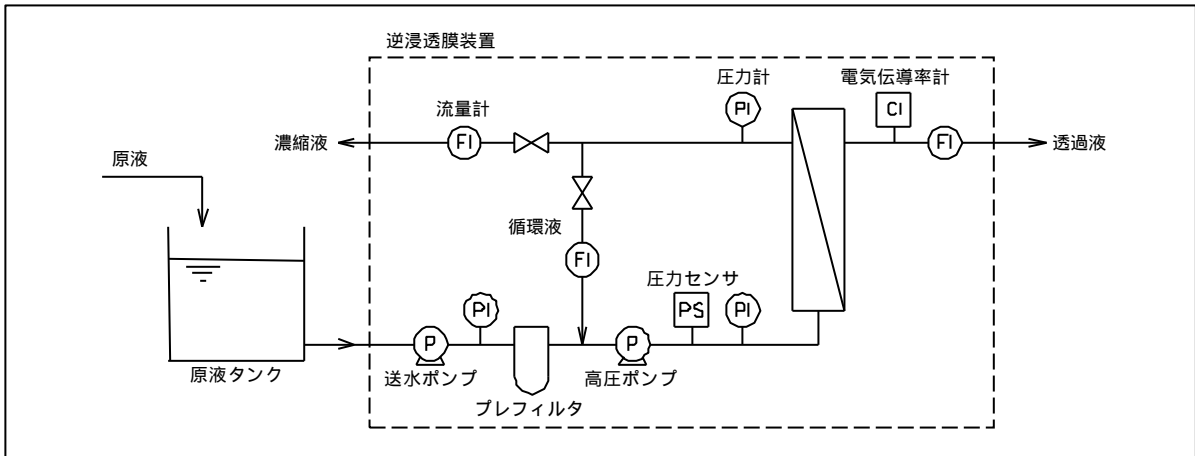 逆浸透膜装置
圧力計
電気伝導率計
流量計
PI
CI
濃縮液
FI
FI
透過液
原液
循環液
FI
圧力センサ
PI
PS
PI
P
P
原液タンク
送水ポンプ
高圧ポンプ
プレフィルタ